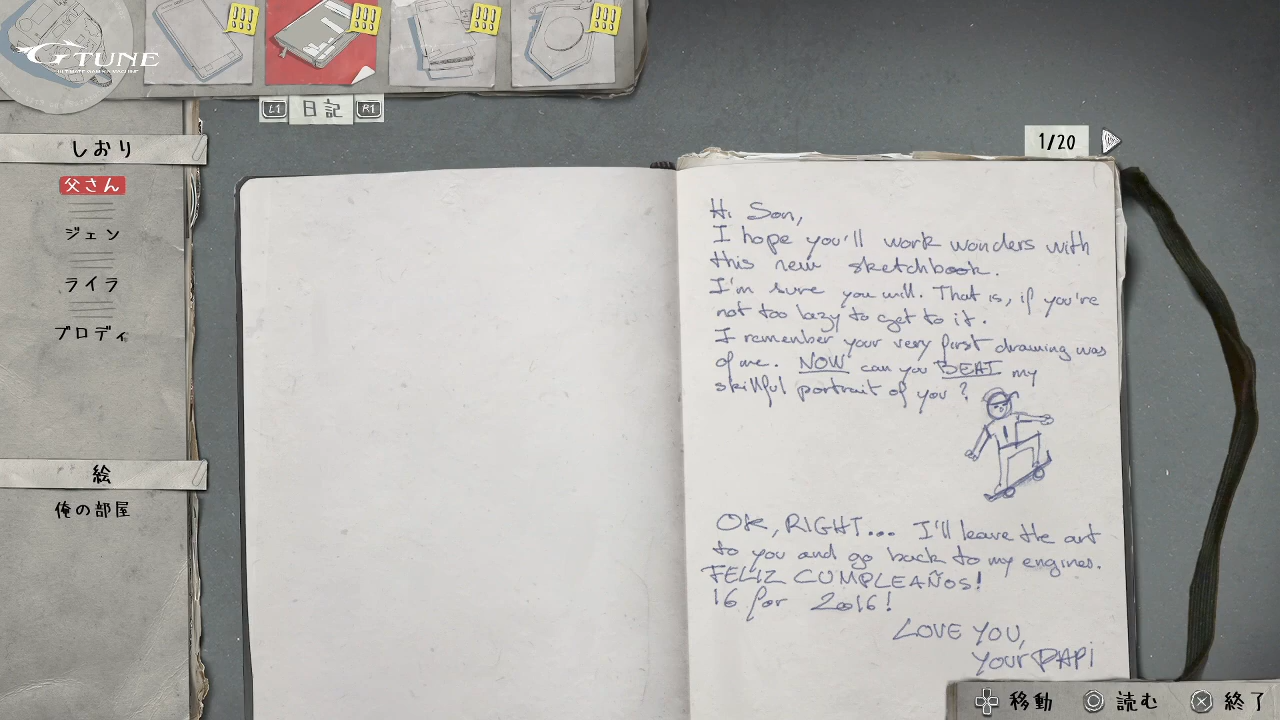 GTUNE
ULTIMATE GAMING MACHINE
L1 日記 R1
しおり
父さん
ジェン
ライラ
ブロディ
絵
俺の部屋
1/20
Hi Son,
I hope you'll work wonders with
this new sketchbook.
I'm sure you will. That is, if you're
not too lazy to get to it.
I remember your very first drawing was
of me. NOW can you BEAT my
skillful portrait of you?
OK, RIGHT... I'll leave the art
to you and go back to my engines.
FELIZ CUMPLEAÑOS!
16 for 2016!
LOVE YOU,
Your PAPI
移動 読む 終了